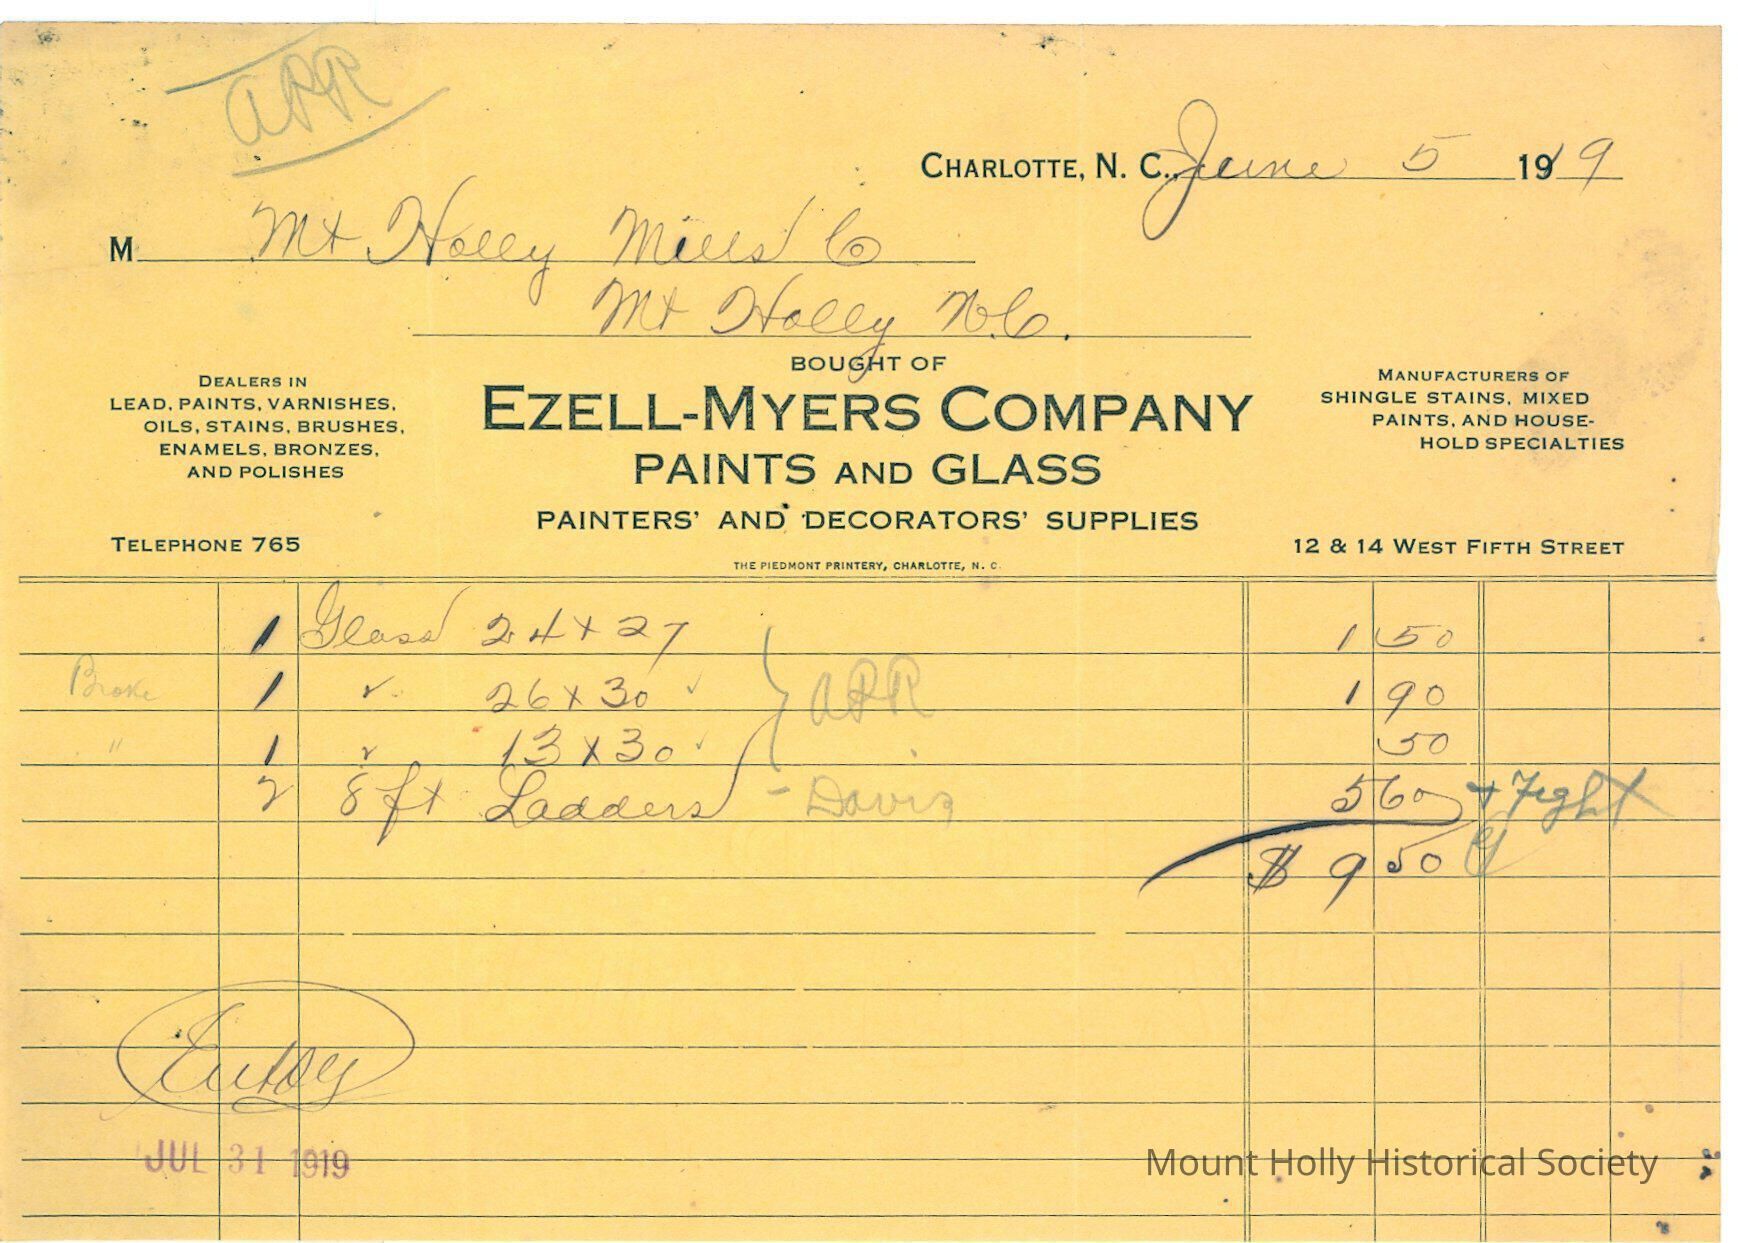 APR
CHARLOTTE, N. C., June 5 1919
M Mt Holly Mills Co
Mt Holly N.C.
BOUGHT OF
EZELL-MYERS COMPANY
PAINTS AND GLASS
PAINTERS' AND DECORATORS' SUPPLIES
DEALERS IN
LEAD, PAINTS, VARNISHES,
OILS, STAINS, BRUSHES,
ENAMELS, BRONZES,
AND POLISHES
MANUFACTURERS OF
SHINGLE STAINS, MIXED
PAINTS, AND HOUSE-
HOLD SPECIALTIES
TELEPHONE 765
12 & 14 WEST FIFTH STREET
THE PIEDMONT PRINTERY, CHARLOTTE, N. C.
1 Glass 24 x 27 1 50
Broke 1 " 26 x 30 ✓ APR 1 90
" 1 " 13 x 30 ✓ 50
2 8 ft Ladders - Davis 5 60
$ 9 50
JUL 31 1919
Mount Holly Historical Society